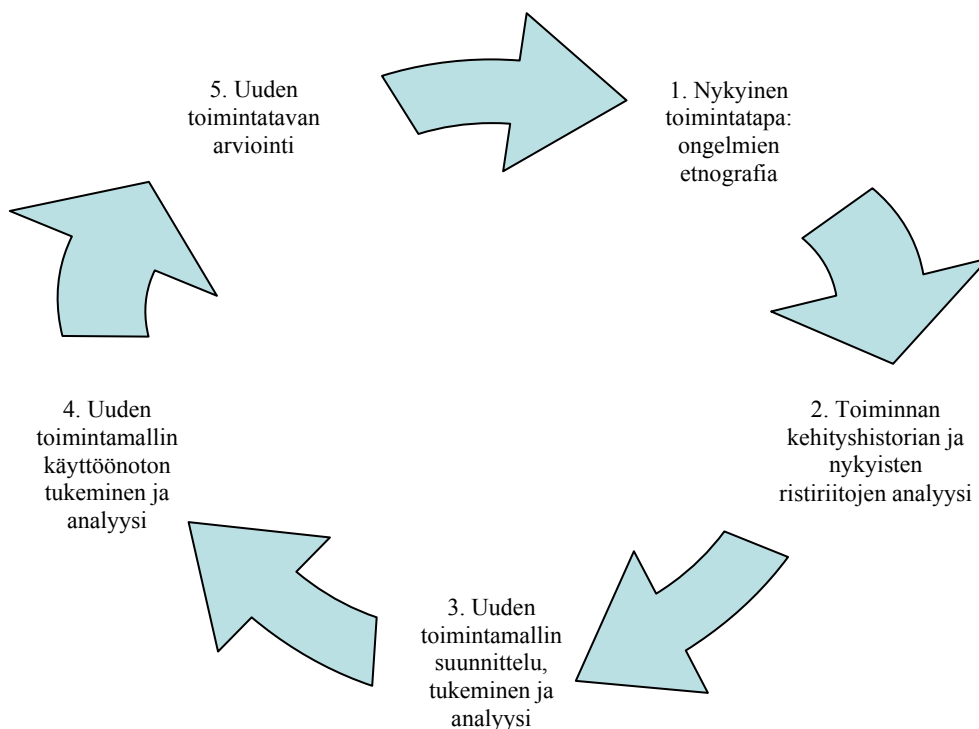 1. Nykyinen
toimintatapa:
ongelmien
etnografia
2. Toiminnan
kehityshistorian ja
nykyisten
ristiriitojen analyysi
3. Uuden
toimintamallin
suunnittelu,
tukeminen ja
analyysi
4. Uuden
toimintamallin
käyttöönoton
tukeminen ja
analyysi
5. Uuden
toimintatavan
arviointi